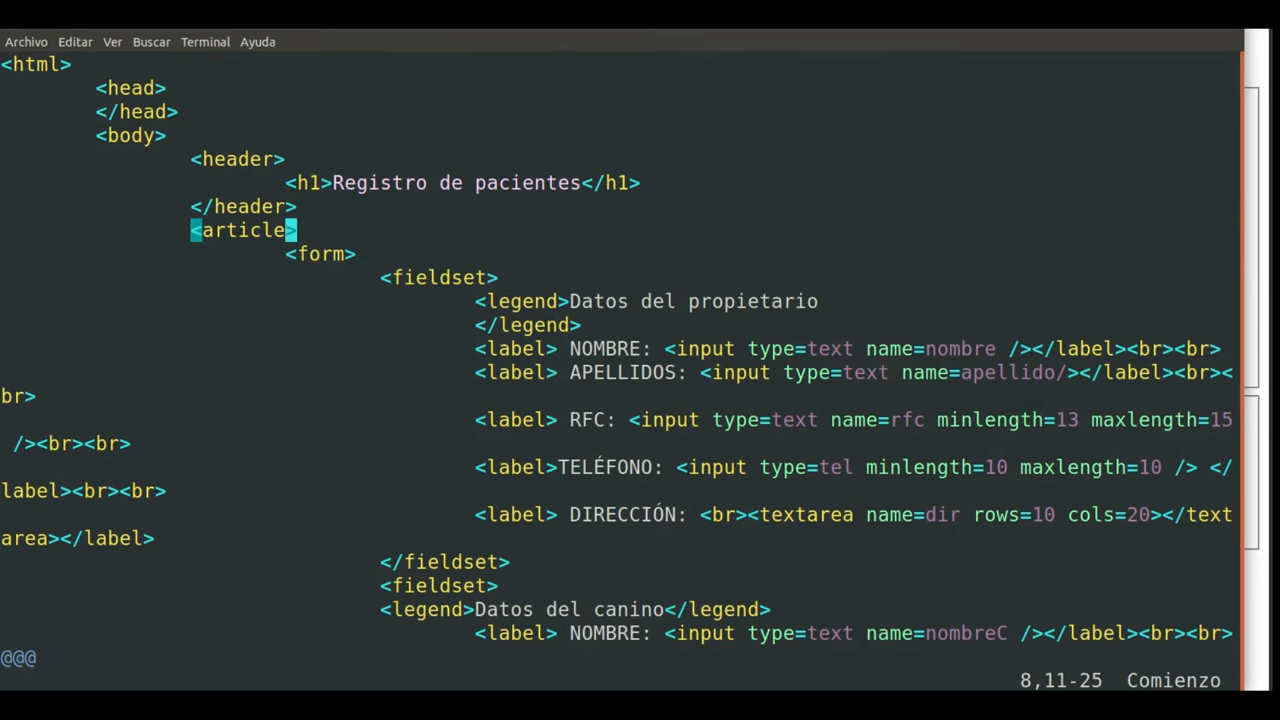 Archivo Editar Ver Buscar Terminal Ayuda
<html>
<head>
</head>
<body>
<header>
<h1>Registro de pacientes</h1>
</header>
<article>
<form>
<fieldset>
<legend>Datos del propietario
</legend>
<label> NOMBRE: <input type=text name=nombre /></label><br><br>
<label> APELLIDOS: <input type=text name=apellido/></label><br><
br>
<label> RFC: <input type=text name=rfc minlength=13 maxlength=15
/><br><br>
<label>TELÉFONO: <input type=tel minlength=10 maxlength=10 /> </
label><br><br>
<label> DIRECCIÓN: <br><textarea name=dir rows=10 cols=20></text
area></label>
</fieldset>
<fieldset>
<legend>Datos del canino</legend>
<label> NOMBRE: <input type=text name=nombreC /></label><br><br>
@@@
8,11-25 Comienzo